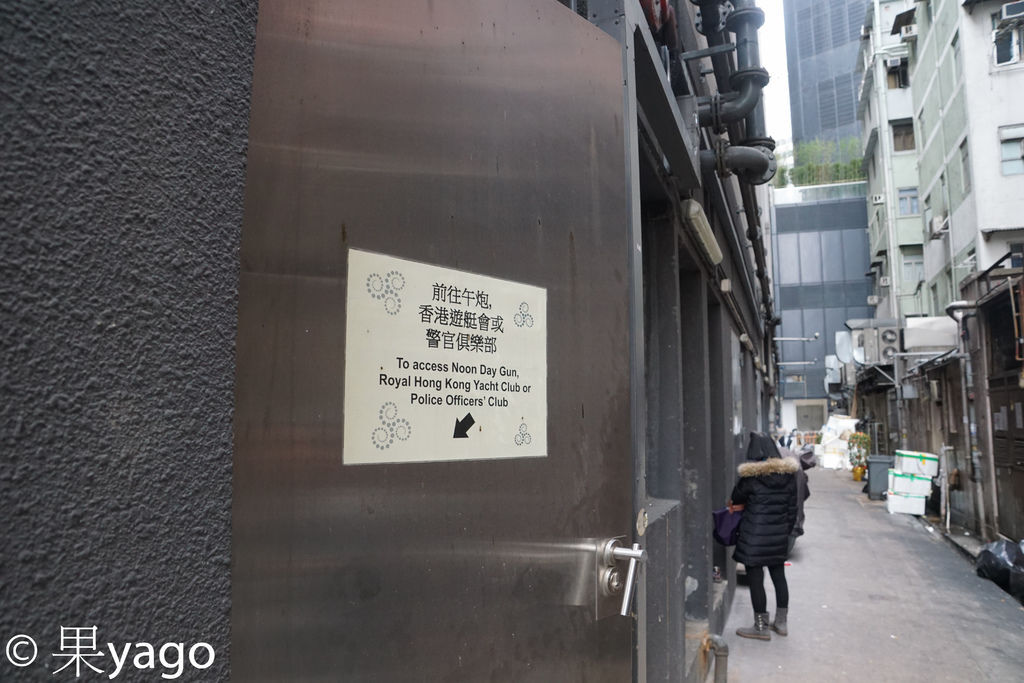 前往午炮,
香港遊艇會或
警官俱樂部
To access Noon Day Gun,
Royal Hong Kong Yacht Club or
Police Officers' Club
© 果yago